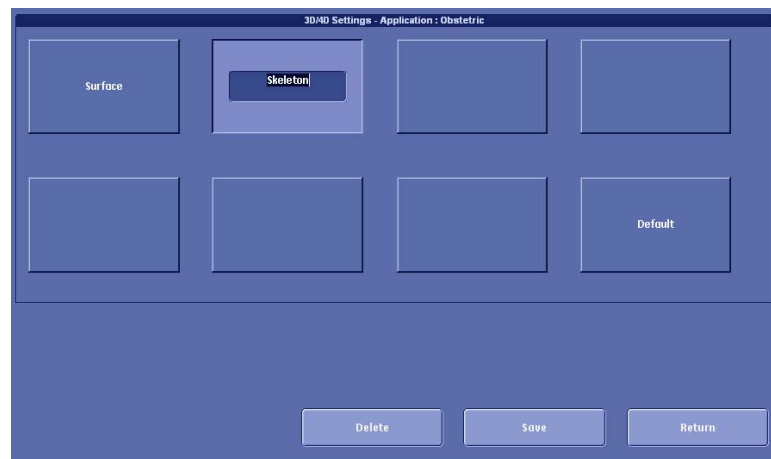 3D/4D Settings - Application : Obstetric
Surface
Skeleton
Default
Delete
Save
Return